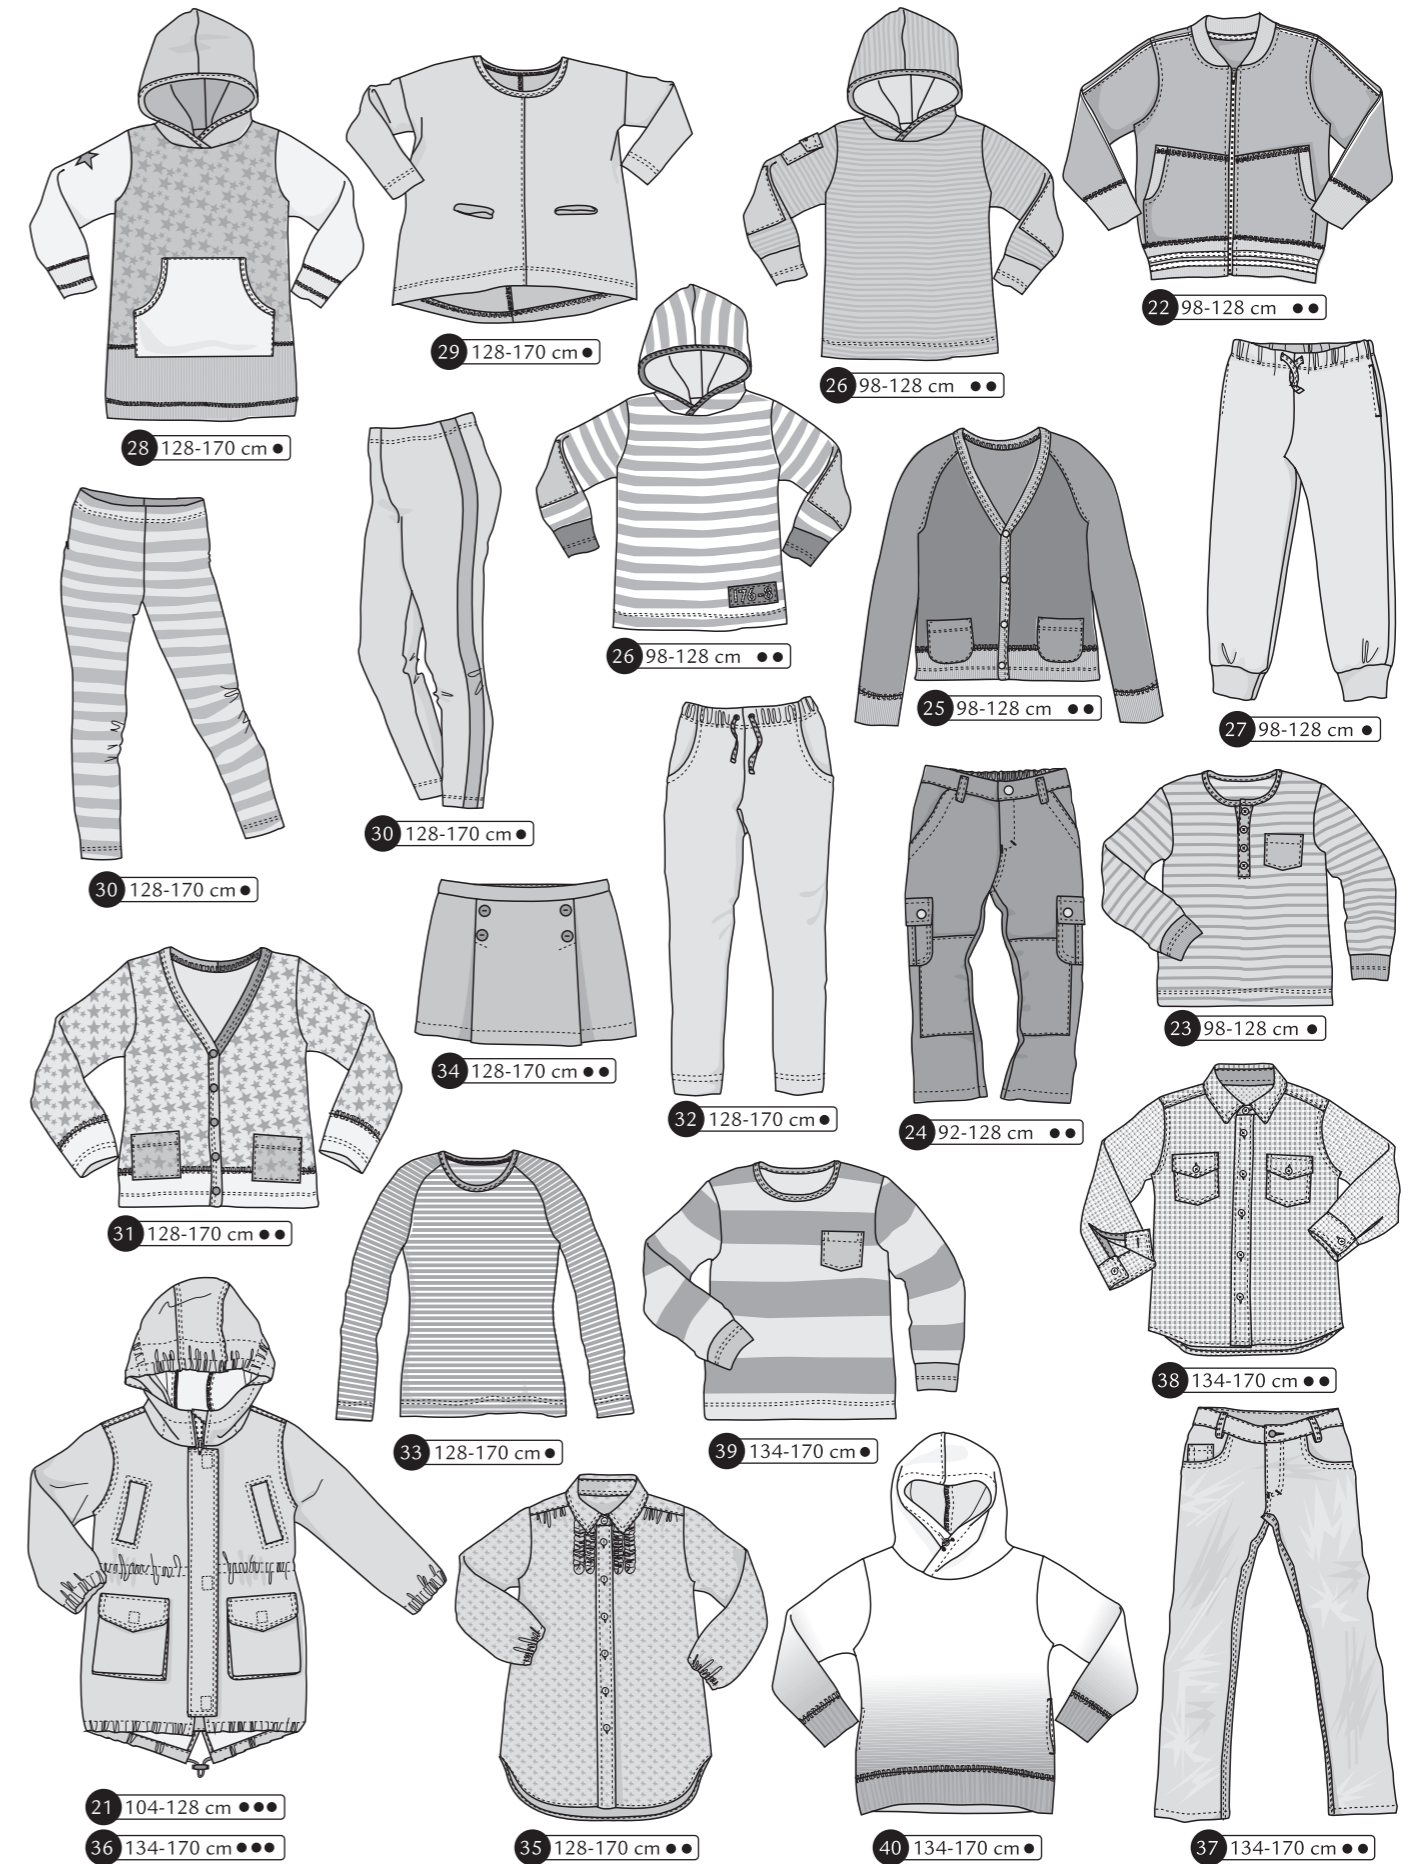 22 98-128 cm ● ●
29 128-170 cm ●
26 98-128 cm ● ●
28 128-170 cm ●
176-6
26 98-128 cm ● ●
25 98-128 cm ● ●
27 98-128 cm ●
30 128-170 cm ●
30 128-170 cm ●
23 98-128 cm ●
34 128-170 cm ● ●
32 128-170 cm ●
24 92-128 cm ● ●
31 128-170 cm ● ●
38 134-170 cm ● ●
33 128-170 cm ●
39 134-170 cm ●
21 104-128 cm ● ● ●
36 134-170 cm ● ● ●
35 128-170 cm ● ●
40 134-170 cm ●
37 134-170 cm ● ●